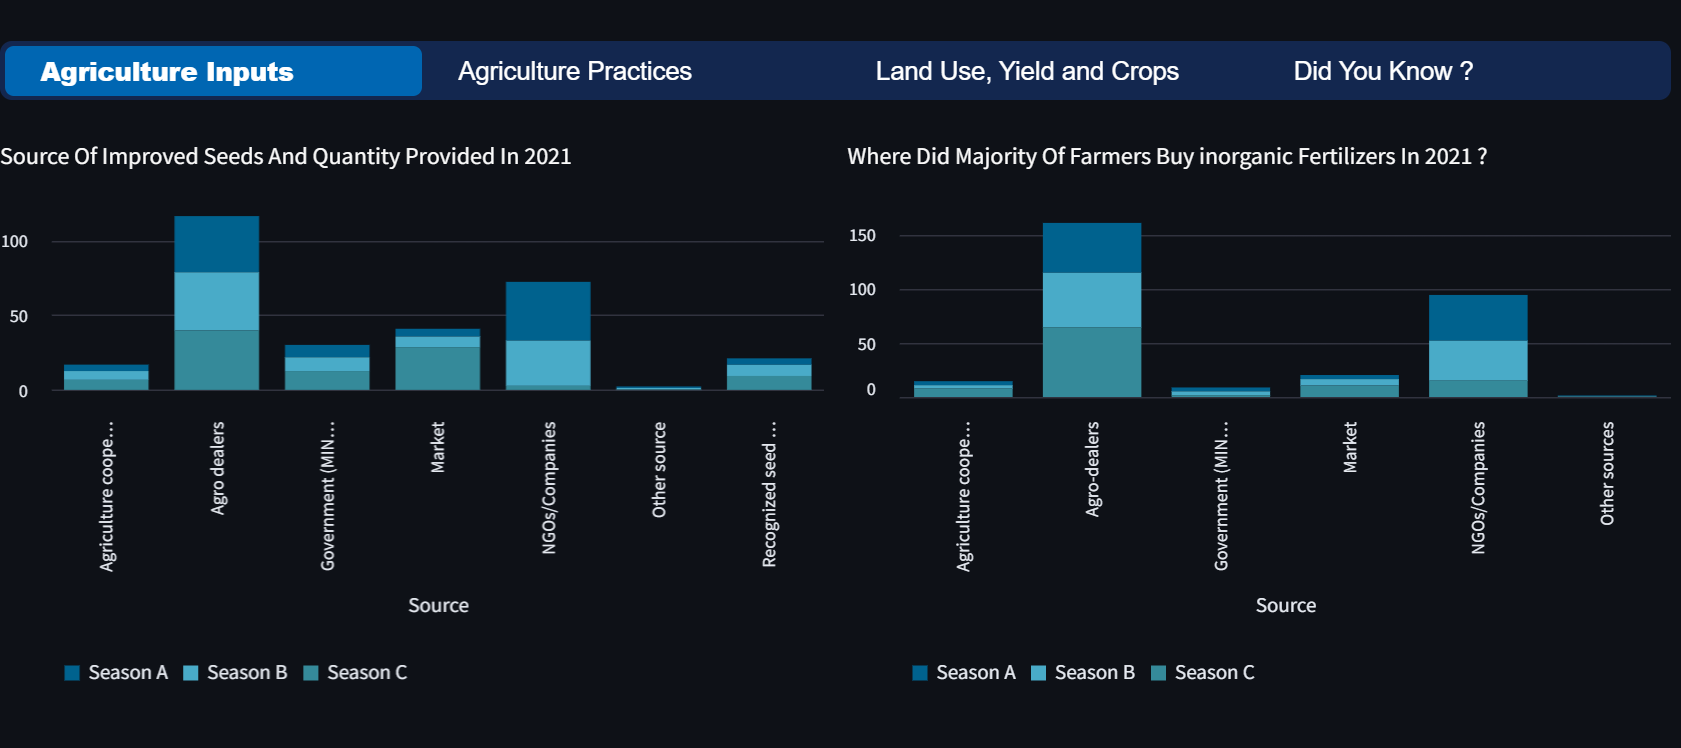 Agriculture Inputs
Agriculture Practices
Land Use, Yield and Crops
Did You Know ?
Source Of Improved Seeds And Quantity Provided In 2021
100
50
0
Agriculture coope...
Agro dealers
Government (MIN...
Market
NGOs/Companies
Other source
Recognized seed ...
Source
Season A
Season B
Season C
Where Did Majority Of Farmers Buy inorganic Fertilizers In 2021 ?
150
100
50
0
Agriculture coope...
Agro-dealers
Government (MIN...
Market
NGOs/Companies
Other sources
Source
Season A
Season B
Season C